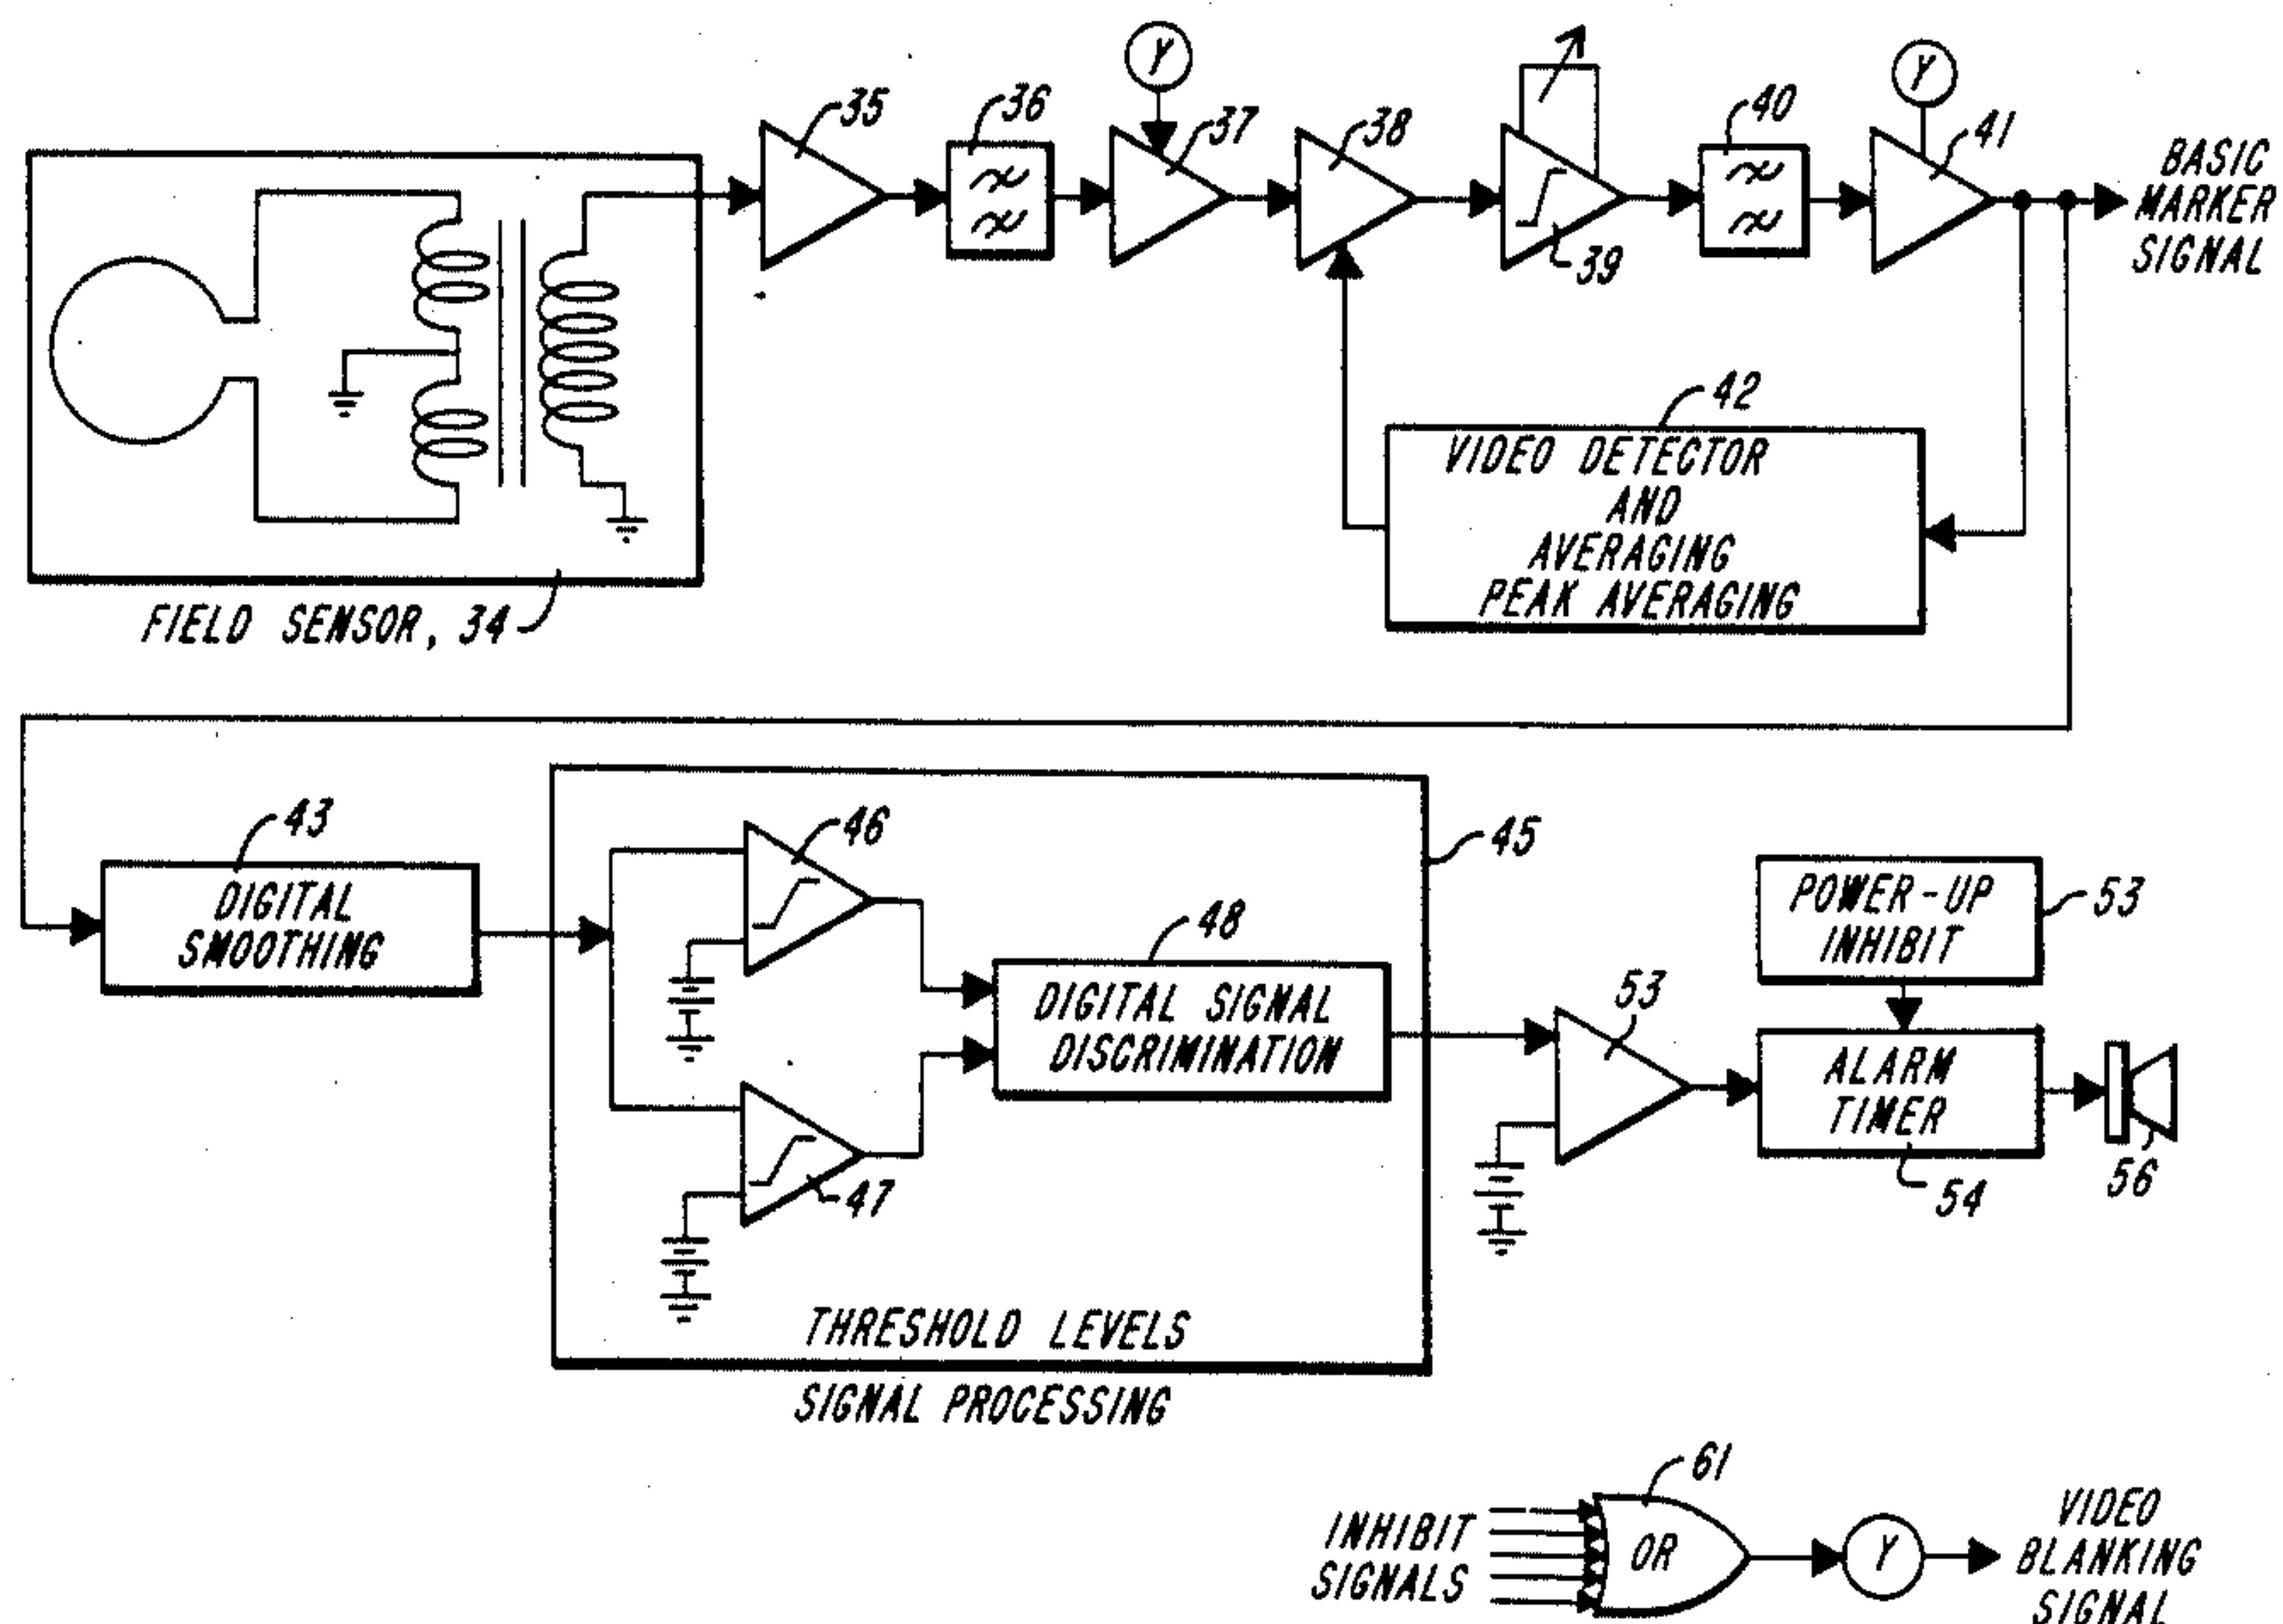 Y
Y
35
36
37
38
39
40
41
BASIC
MARKER
SIGNAL
42
VIDEO DETECTOR
AND
AVERAGING
PEAK AVERAGING
FIELD SENSOR, 34
43
DIGITAL
SMOOTHING
46
45
48
DIGITAL SIGNAL
DISCRIMINATION
47
THRESHOLD LEVELS
SIGNAL PROCESSING
53
POWER-UP
INHIBIT
53
ALARM
TIMER
54
56
61
INHIBIT
SIGNALS
OR
Y
VIDEO
BLANKING
SIGNAL